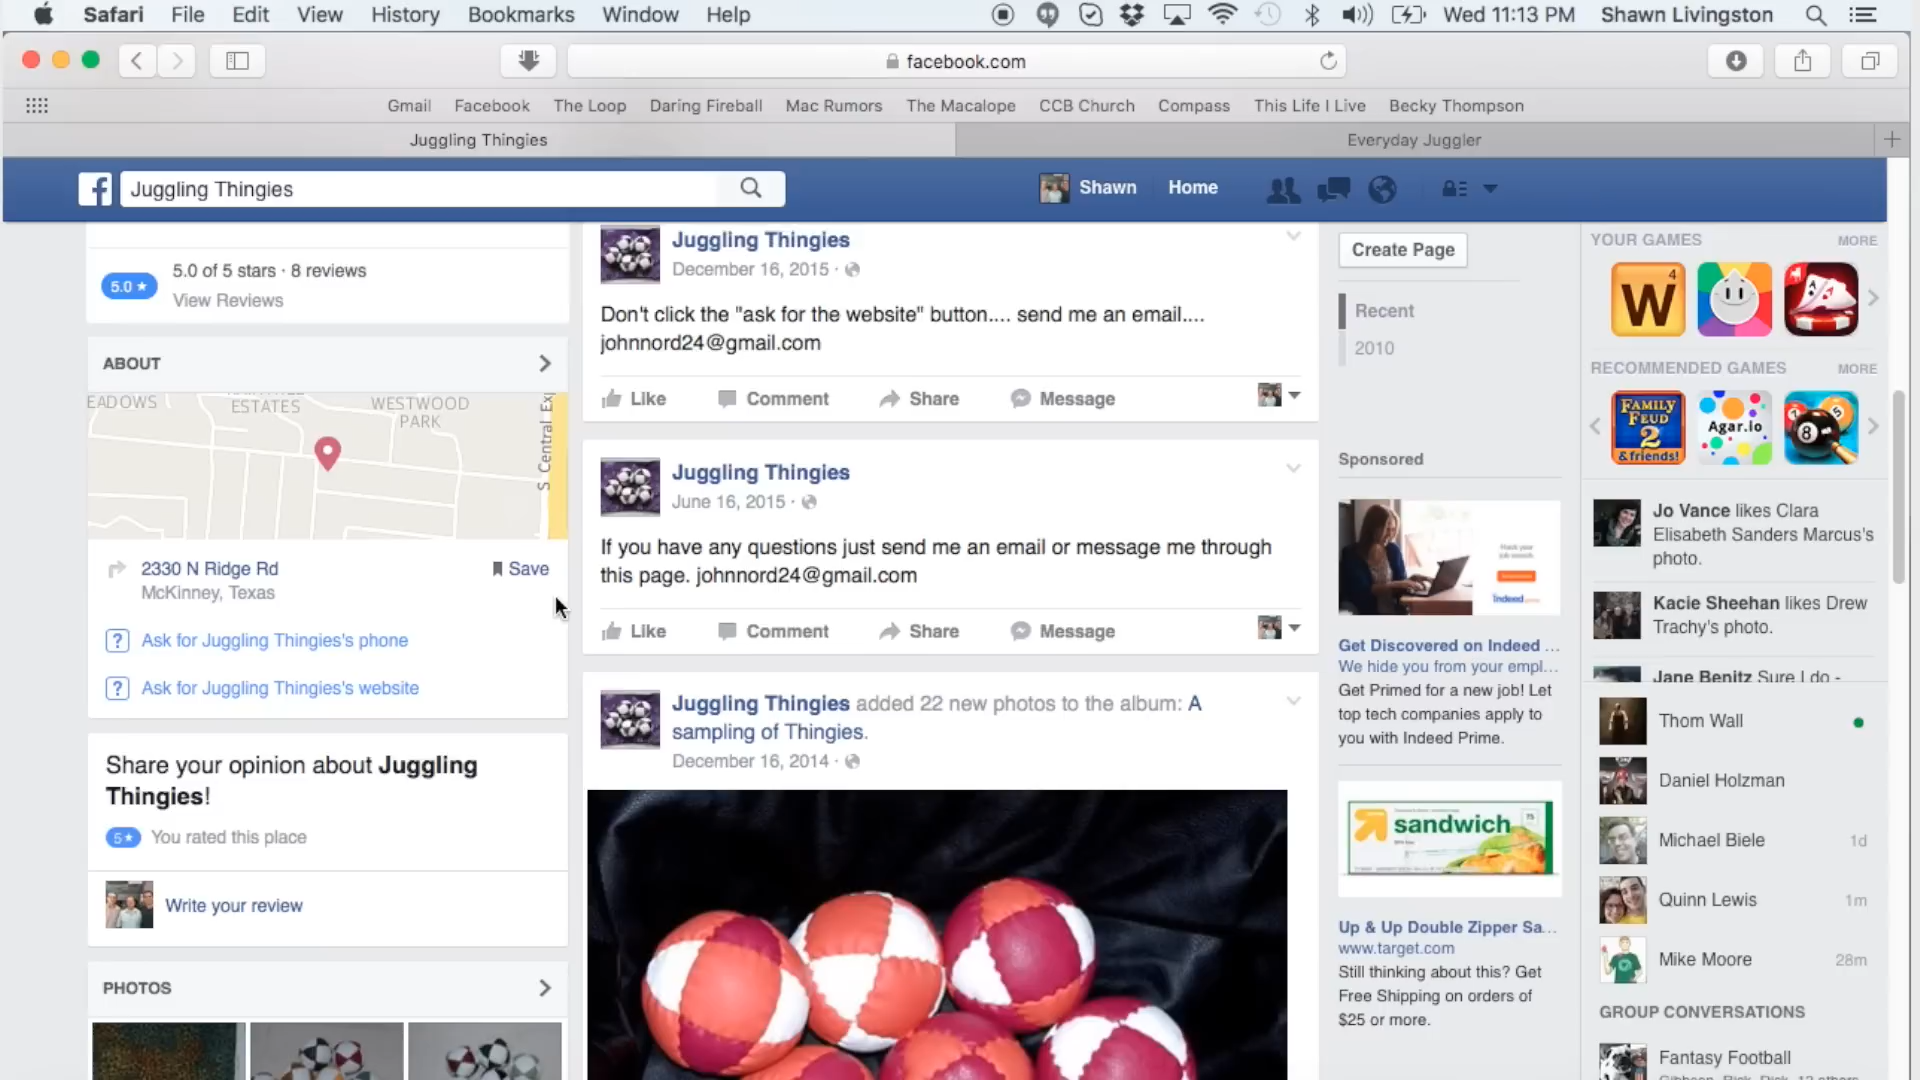 Safari File Edit View History Bookmarks Window Help Wed 11:13 PM Shawn Livingston
facebook.com
Gmail Facebook The Loop Daring Fireball Mac Rumors The Macalope CCB Church Compass This Life I Live Becky Thompson
Juggling Thingies
Everyday Juggler
Juggling Thingies
Shawn Home
5.0
5.0 of 5 stars · 8 reviews
View Reviews
ABOUT
EADOWS
ESTATES
WESTWOOD
PARK
S Central Ex
2330 N Ridge Rd
Save
McKinney, Texas
Ask for Juggling Thingies's phone
Ask for Juggling Thingies's website
Share your opinion about Juggling
Thingies!
5 You rated this place
Write your review
PHOTOS
Juggling Thingies
December 16, 2015 ·
Don't click the "ask for the website" button.... send me an email....
johnnord24@gmail.com
Like Comment Share Message
Juggling Thingies
June 16, 2015 ·
If you have any questions just send me an email or message me through
this page. johnnord24@gmail.com
Like Comment Share Message
Juggling Thingies added 22 new photos to the album: A
sampling of Thingies.
December 16, 2014 ·
Create Page
Recent
2010
Sponsored
indeed
Get Discovered on Indeed ...
We hide you from your empl...
Get Primed for a new job! Let
top tech companies apply to
you with Indeed Prime.
sandwich
75
Up & Up Double Zipper Sa...
www.target.com
Still thinking about this? Get
Free Shipping on orders of
$25 or more.
YOUR GAMES MORE
W
4
RECOMMENDED GAMES MORE
FAMILY
FEUD
2
& friends!
Agar.io
8
Jo Vance likes Clara
Elisabeth Sanders Marcus's
photo.
Kacie Sheehan likes Drew
Trachy's photo.
Jane Benitz Sure I do -
Thom Wall
Daniel Holzman
Michael Biele 1d
Quinn Lewis 1m
Mike Moore 28m
GROUP CONVERSATIONS
Fantasy Football